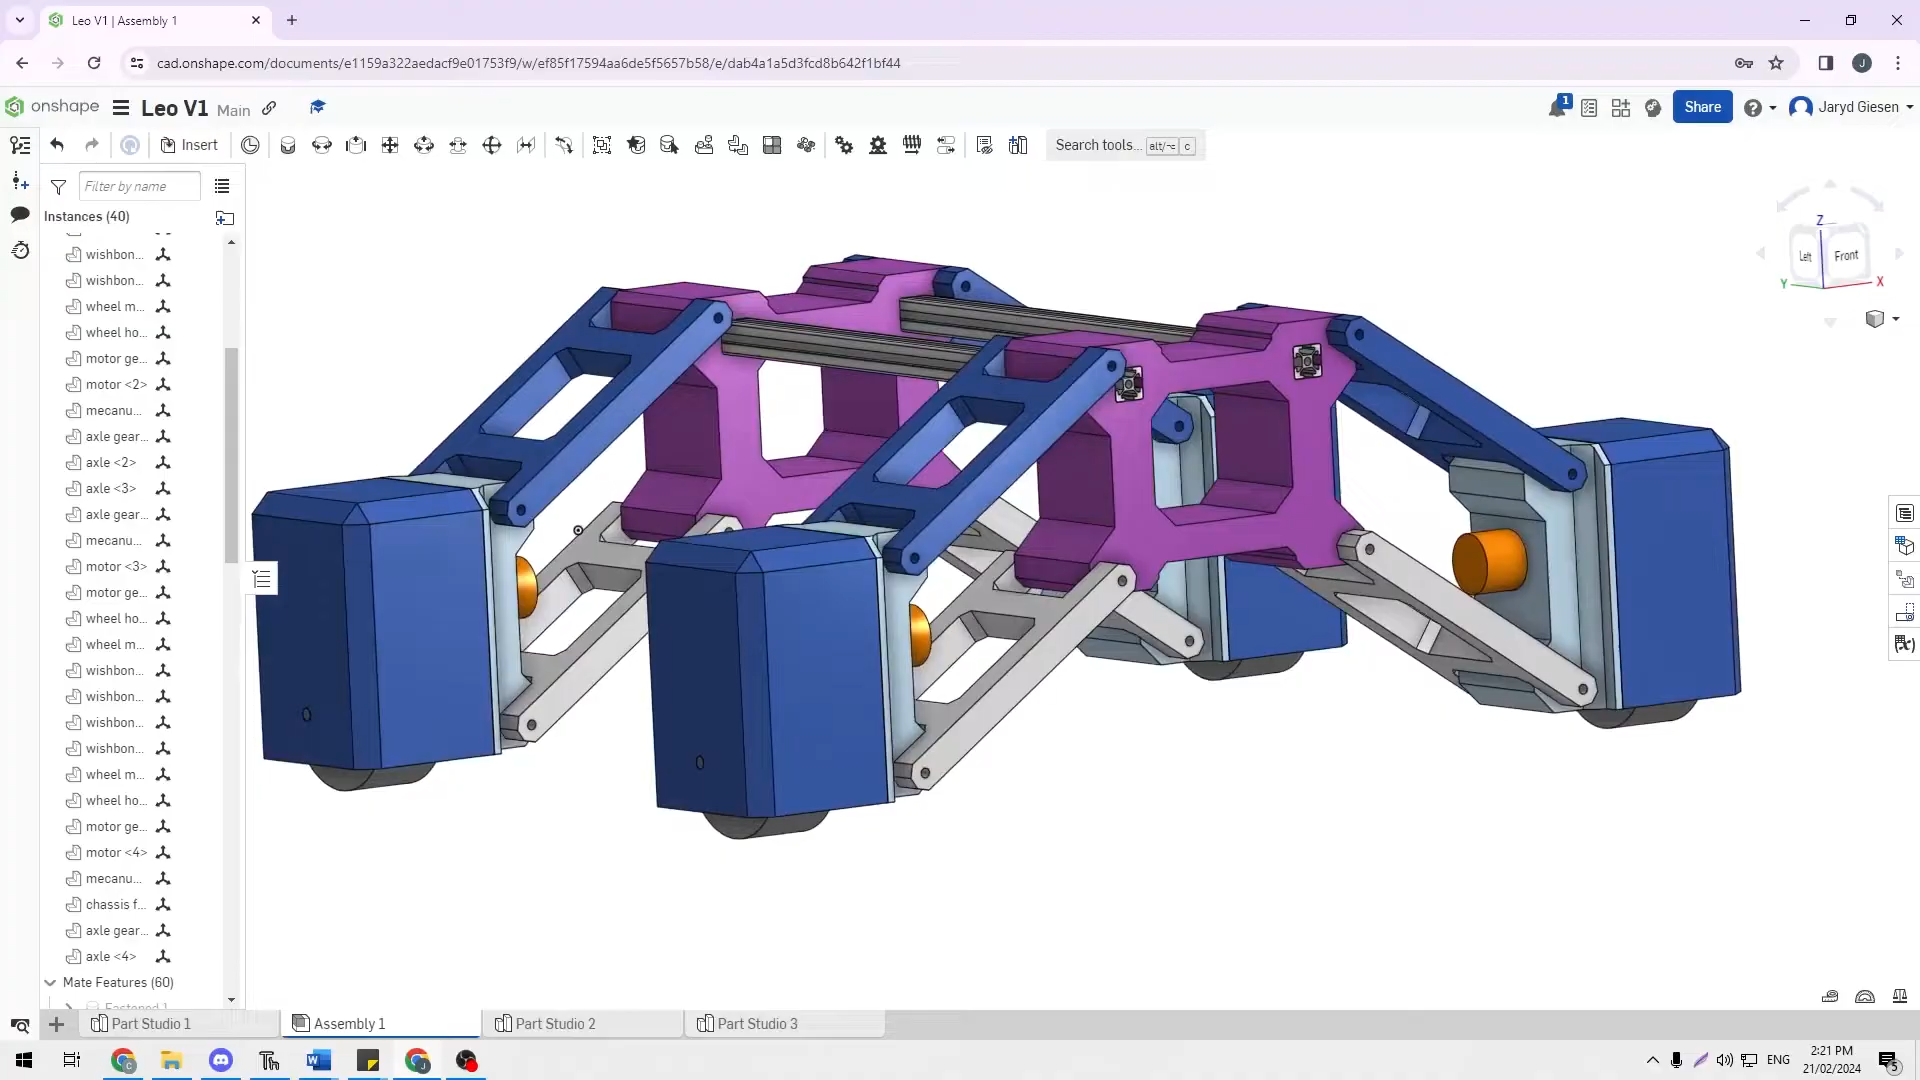 Leo V1 | Assembly 1
cad.onshape.com/documents/e1159a322aedacf9e01753f9/w/ef85f17594aa6de5f5657b58/e/dab4a1a5d3fcd8b642f1bf44
J
onshape
Leo V1 Main
1
Share
Jaryd Giesen
Insert
Search tools... alt/⌥ c
Filter by name
Instances (40)
wishbon...
wishbon...
wheel m...
wheel ho...
motor ge...
motor <2>
mecanu...
axle gear...
axle <2>
axle <3>
axle gear...
mecanu...
motor <3>
motor ge...
wheel ho...
wheel m...
wishbon...
wishbon...
wishbon...
wishbon...
wheel m...
wheel ho...
motor ge...
motor <4>
mecanu...
chassis f...
axle gear...
axle <4>
Mate Features (60)
Fastened 1
Z
Left
Front
Y
X
Part Studio 1
Assembly 1
Part Studio 2
Part Studio 3
ENG
2:21 PM
21/02/2024
5